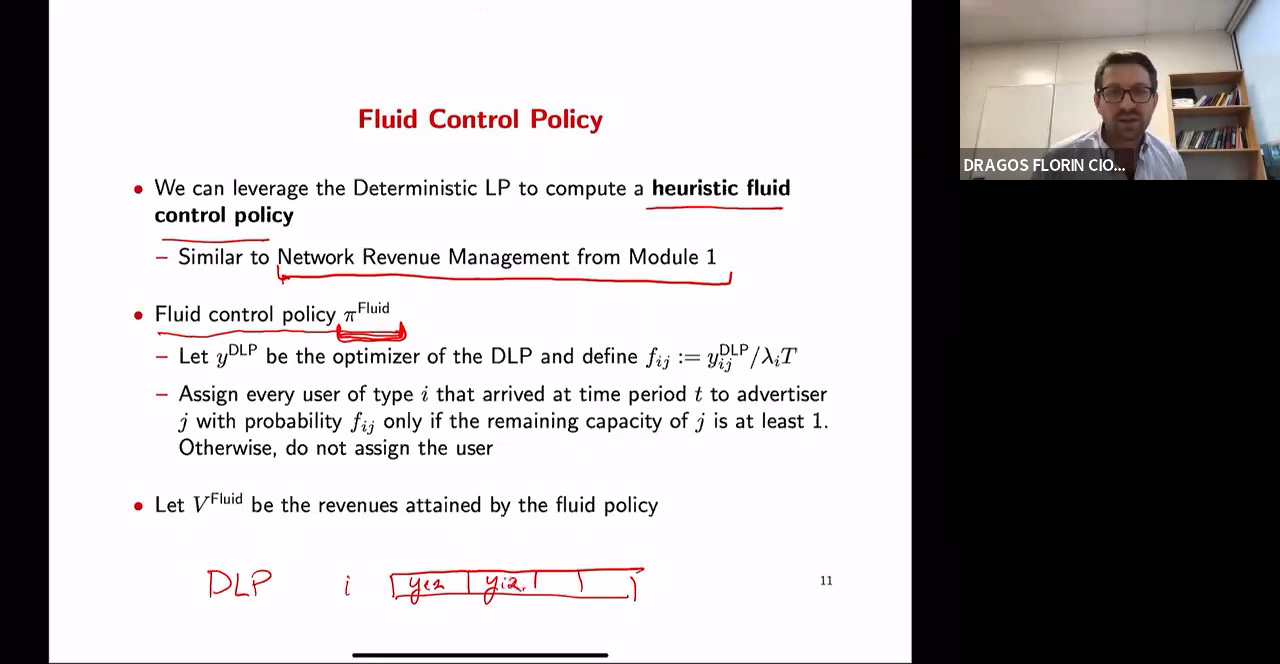 Fluid Control Policy
• We can leverage the Deterministic LP to compute a heuristic fluid
control policy
– Similar to Network Revenue Management from Module 1
• Fluid control policy π^Fluid
– Let y^DLP be the optimizer of the DLP and define f_ij := y_ij^DLP/λ_iT
– Assign every user of type i that arrived at time period t to advertiser
j with probability f_ij only if the remaining capacity of j is at least 1.
Otherwise, do not assign the user
• Let V^Fluid be the revenues attained by the fluid policy
DLP i y_i2.
11
DRAGOS FLORIN CIO...